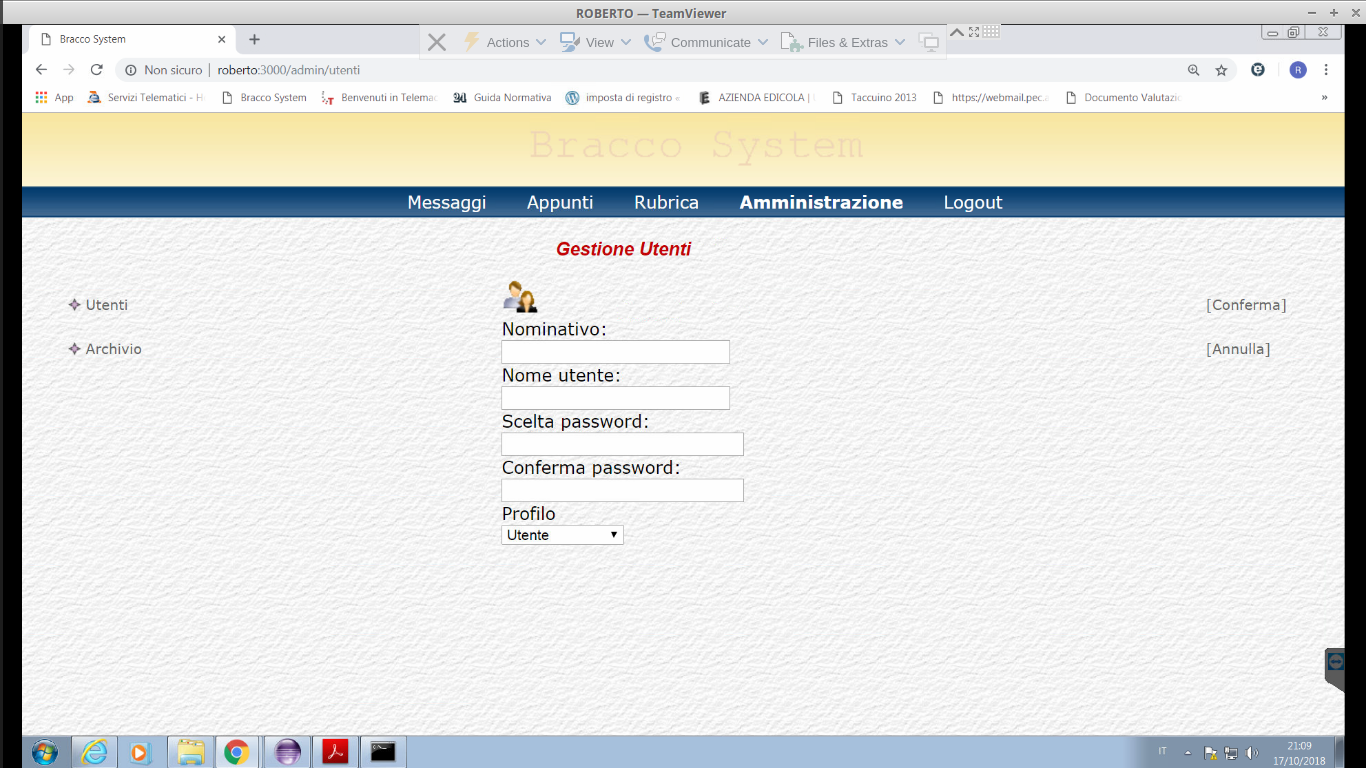 ROBERTO — TeamViewer
Bracco System
Actions
View
Communicate
Files & Extras
Non sicuro | roberto:3000/admin/utenti
R
App
Servizi Telematici - H
Bracco System
Benvenuti in Telemac
Guida Normativa
imposta di registro «
AZIENDA EDICOLA |
Taccuino 2013
https://webmail.pec.a
Documento Valutazio
»
Bracco System
Messaggi
Appunti
Rubrica
Amministrazione
Logout
Gestione Utenti
Utenti
[Conferma]
Nominativo:
Archivio
[Annulla]
Nome utente:
Scelta password:
Conferma password:
Profilo
Utente
IT
21:09
17/10/2018